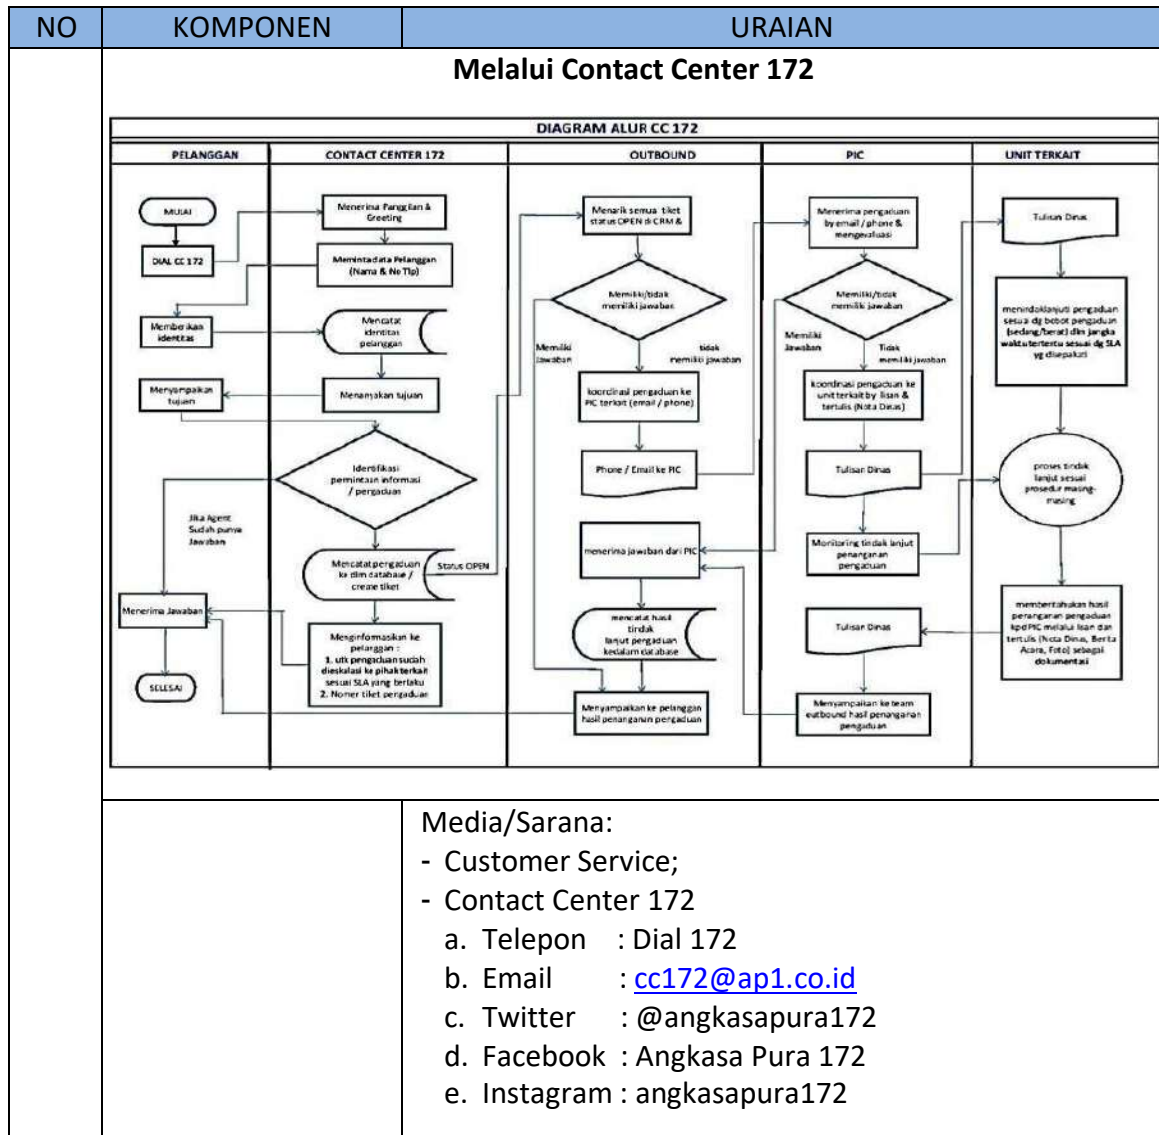 NO KOMPONEN URAIAN
Melalui Contact Center 172
DIAGRAM ALUR CC 172
PELANGGAN CONTACT CENTER 172 OUTBOUND PIC UNIT TERKAIT
MULAI
DIAL CC 172
Memberikan
identitas
Menyampaikan
tujuan
Jika Agent
Sudah punya
Jawaban
Menerima Jawaban
SELESAI
Menerima Panggilan &
Greeting
Meminta data Pelanggan
(Nama & No Tlp)
Mencatat
identitas
pelanggan
Menanyakan tujuan
Identifikasi
permintaan informasi
/ pergaduan
Mencatat pengaduan
ke dlm database /
create tiket
Status OPEN
Menginformasikan ke
pelanggan :
1. utk pengaduan sudah
dieskalasi ke pihak terkait
sesuai SLA yang berlaku
2. Nomer tiket pengaduan
Menarik semua tiket
status OPEN di CRM &
Memiliki/tidak
memiliki jawaban
Memiliki
Jawaban
tidak
memiliki jawaban
koordinasi pengaduan ke
PIC terkait (email / phone)
Phone / Email ke PIC
menerima jawaban dari PIC
mencatat hasil
tindak
lanjut pengaduan
kedalam database
Menyampaikan ke pelanggan
hasil penanganan pengaduan
Menerima pengaduan
by email / phone &
mengevaluasi
Memiliki/tidak
memiliki jawaban
Memiliki
Jawaban
Tidak
memiliki jawaban
koordinasi pengaduan ke
unit terkait by lisan &
tertulis (Nota Dinas)
Tulisan Dinas
Monitoring tindak lanjut
penanganan
pengaduan
Tulisan Dinas
Menyampaikan ke team
outbound hasil penanganan
pengaduan
Tulisan Dinas
menindaklanjuti pengaduan
sesuai dg bobot pengaduan
(sedang/berat) dlm jangka
waktu tertentu sesuai dg SLA
yg disepakati
proses tindak
lanjut sesuai
prosedur masing-
masing
memberitahukan hasil
penanganan pengaduan
kpd PIC melalui lisan dan
tertulis (Nota Dinas, Berita
Acara, Foto) sebagai
dokumentasi
Media/Sarana:
- Customer Service;
- Contact Center 172
a. Telepon : Dial 172
b. Email : cc172@ap1.co.id
c. Twitter : @angkasapura172
d. Facebook : Angkasa Pura 172
e. Instagram : angkasapura172